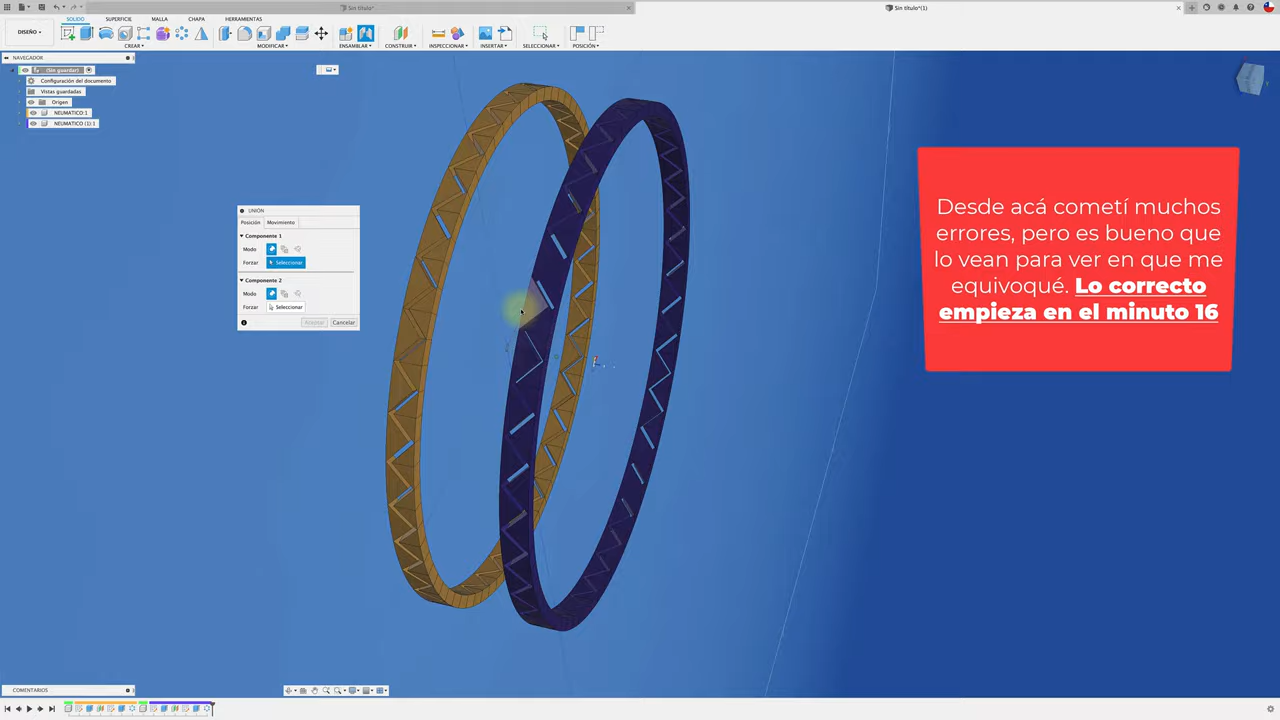 Sin título*
Sin título*(1)
SÓLIDO
SUPERFICIE
MALLA
CHAPA
HERRAMIENTAS
DISEÑO
CREAR
MODIFICAR
ENSAMBLAR
CONSTRUIR
INSPECCIONAR
INSERTAR
SELECCIONAR
POSICIÓN
NAVEGADOR
(Sin guardar)
Configuración del documento
Vistas guardadas
Origen
NEUMATICO:1
NEUMATICO (1):1
UNIÓN
Posición
Movimiento
Componente 1
Modo
Forzar
Seleccionar
Componente 2
Modo
Forzar
Seleccionar
Aceptar
Cancelar
Desde acá cometí muchos
errores, pero es bueno que
lo vean para ver en que me
equivoqué. Lo correcto
empieza en el minuto 16
COMENTARIOS